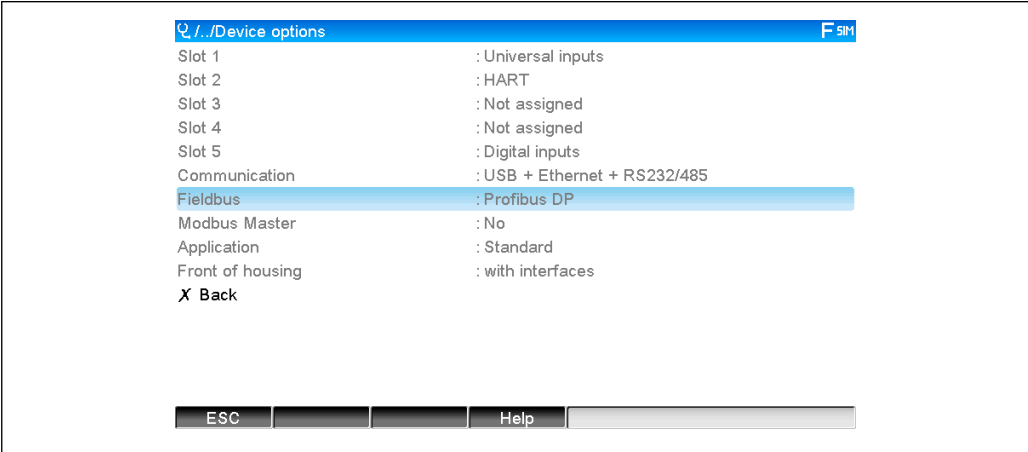 /../Device options F SIM
Slot 1 : Universal inputs
Slot 2 : HART
Slot 3 : Not assigned
Slot 4 : Not assigned
Slot 5 : Digital inputs
Communication : USB + Ethernet + RS232/485
Fieldbus : Profibus DP
Modbus Master : No
Application : Standard
Front of housing : with interfaces
X Back
ESC Help